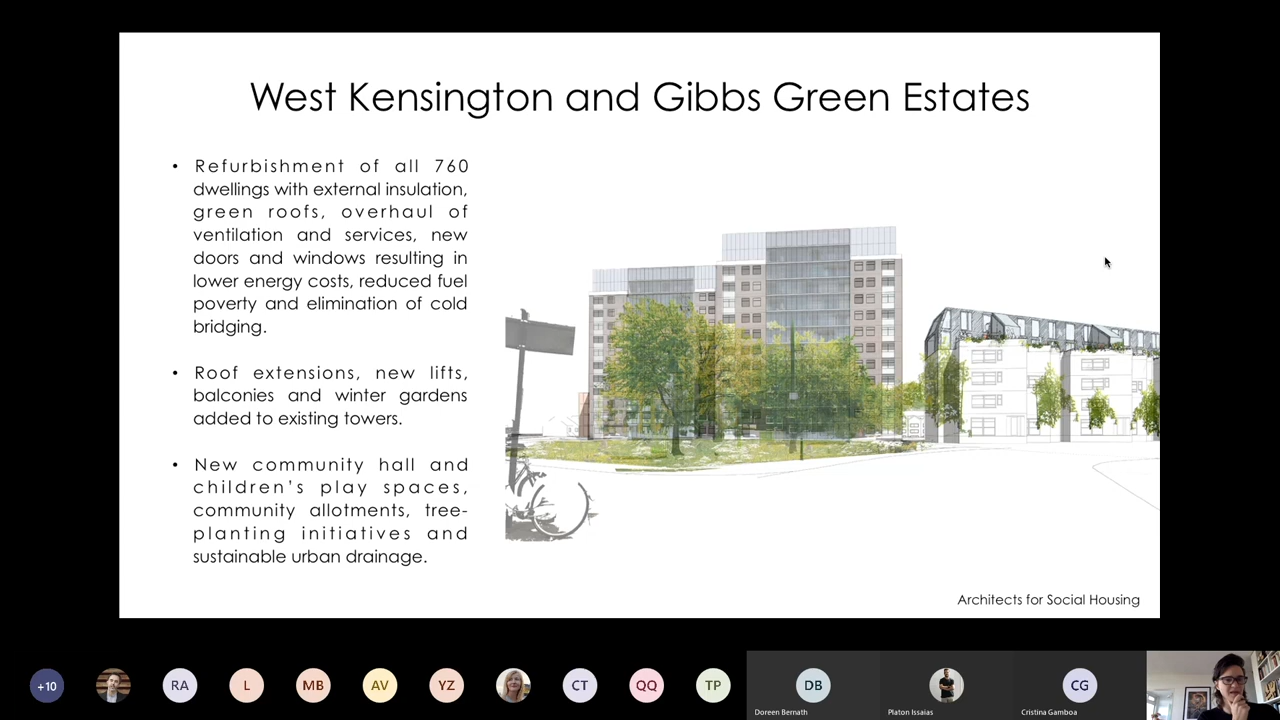 West Kensington and Gibbs Green Estates
• Refurbishment of all 760
dwellings with external insulation,
green roofs, overhaul of
ventilation and services, new
doors and windows resulting in
lower energy costs, reduced fuel
poverty and elimination of cold
bridging.
• Roof extensions, new lifts,
balconies and winter gardens
added to existing towers.
• New community hall and
children's play spaces,
community allotments, tree-
planting initiatives and
sustainable urban drainage.
Architects for Social Housing
+10
RA
L
MB
AV
YZ
CT
QQ
TP
DB
CG
Doreen Bernath
Platon Issaias
Cristina Gamboa